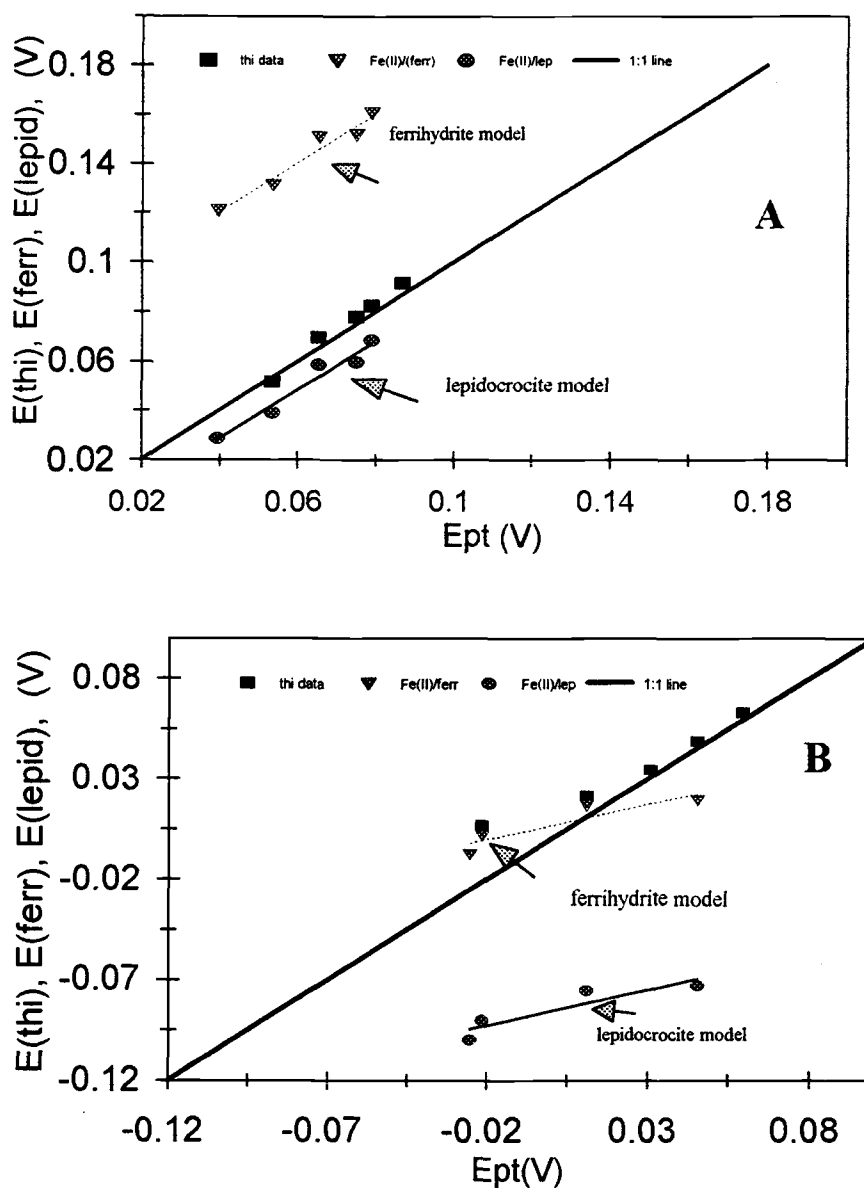 E(thi), E(ferr), E(lepid), (V)
0.18
0.14
0.1
0.06
0.02
thi data Fe(II)/(ferr) Fe(II)/lep 1:1 line
ferrihydrite model
A
lepidocrocite model
0.02 0.06 0.1 0.14 0.18
Ept (V)
E(thi), E(ferr), E(lepid), (V)
0.08
0.03
-0.02
-0.07
-0.12
thi data Fe(II)/ferr Fe(II)/lep 1:1 line
B
ferrihydrite model
lepidocrocite model
-0.12 -0.07 -0.02 0.03 0.08
Ept(V)